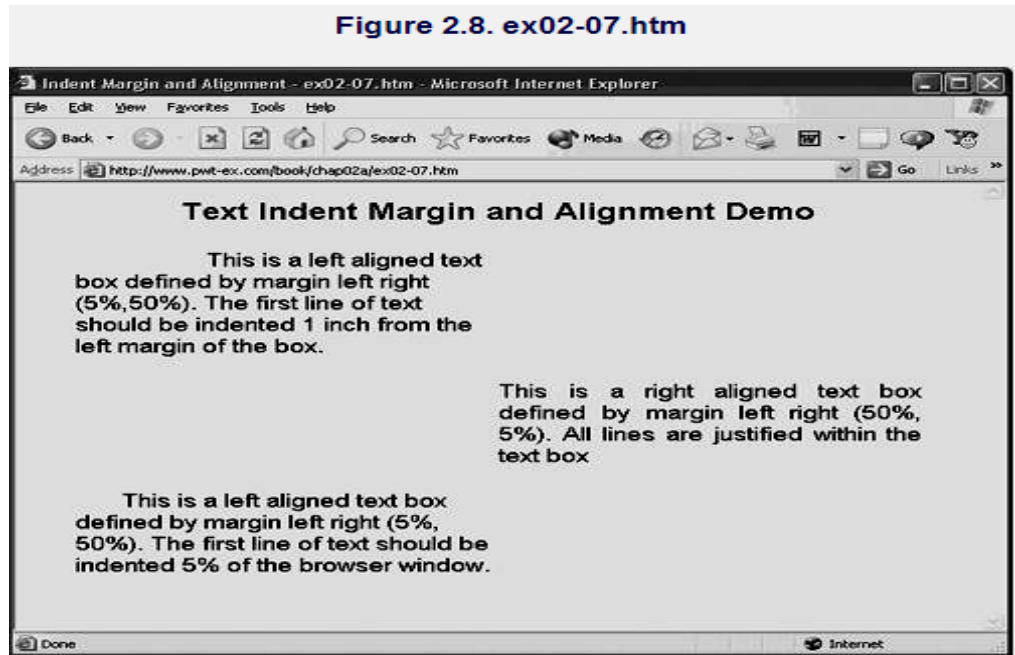 Figure 2.8. ex02-07.htm
Indent Margin and Alignment - ex02-07.htm - Microsoft Internet Explorer
File Edit View Favorites Tools Help
Back Search Favorites Media
Address http://www.pwt-ex.com/book/chap02a/ex02-07.htm Go Links »
Text Indent Margin and Alignment Demo
This is a left aligned text
box defined by margin left right
(5%,50%). The first line of text
should be indented 1 inch from the
left margin of the box.
This is a right aligned text box
defined by margin left right (50%,
5%). All lines are justified within the
text box
This is a left aligned text box
defined by margin left right (5%,
50%). The first line of text should be
indented 5% of the browser window.
Done Internet